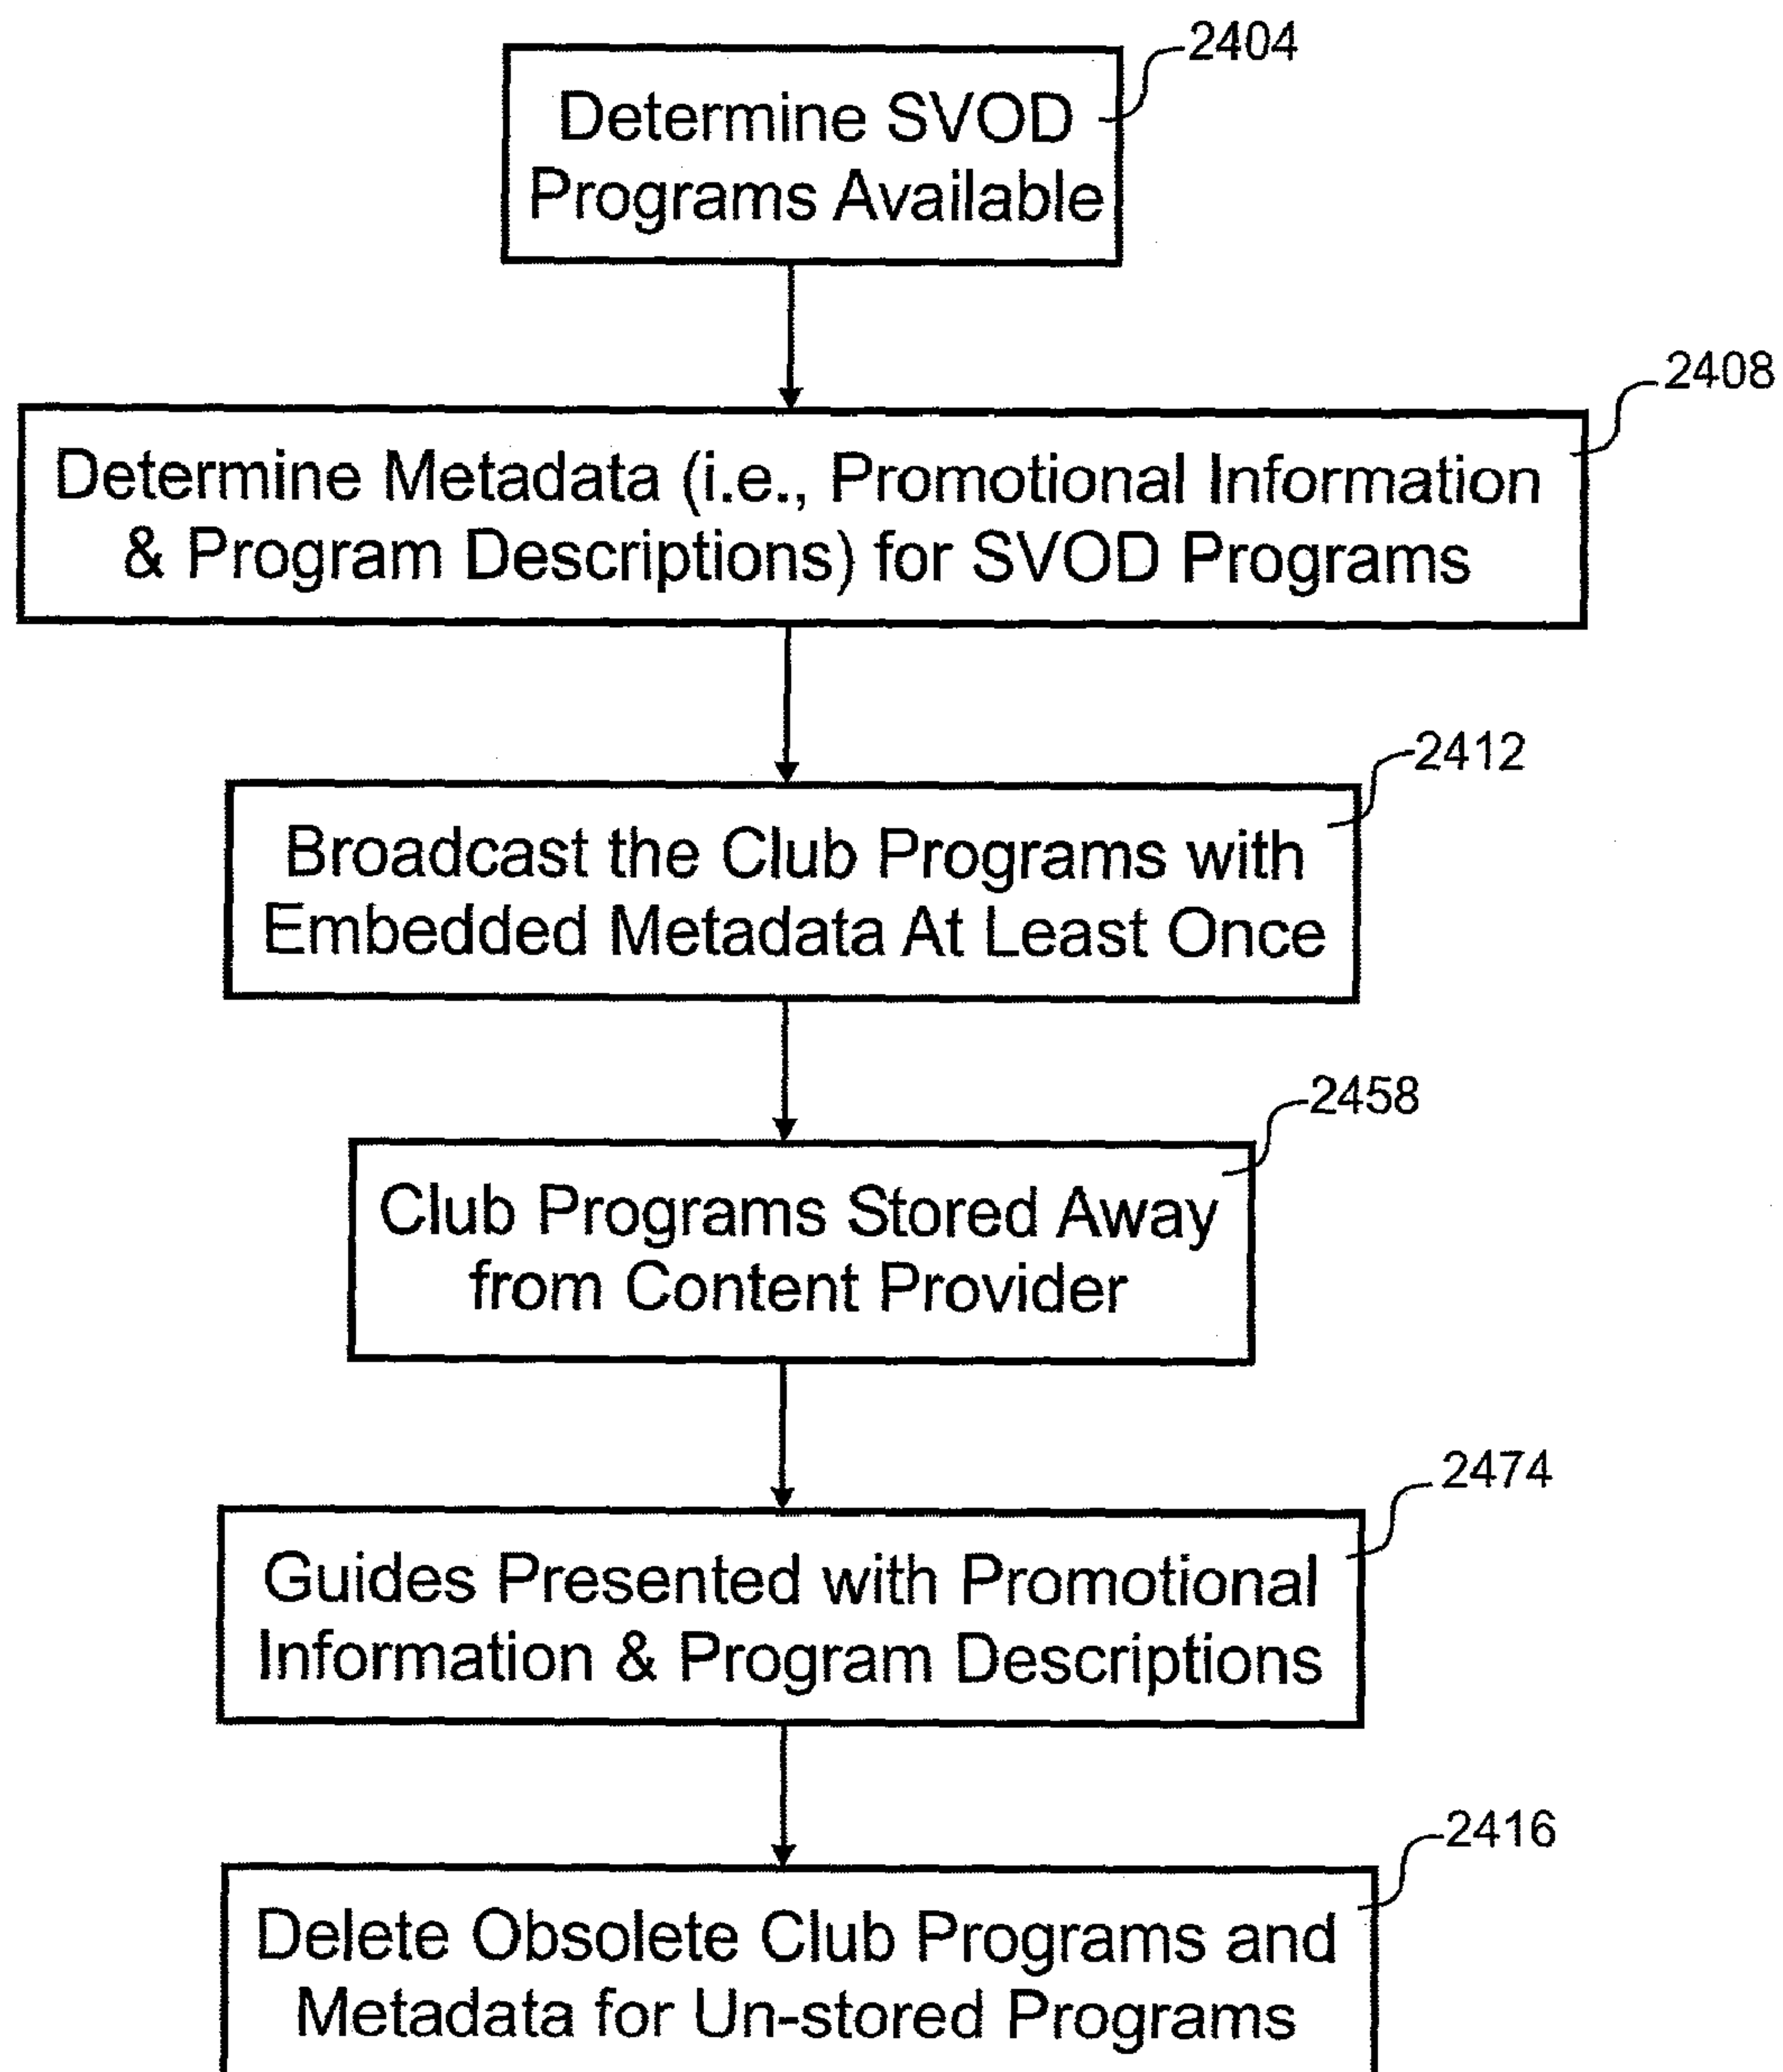 2404
Determine SVOD
Programs Available
2408
Determine Metadata (i.e., Promotional Information
& Program Descriptions) for SVOD Programs
2412
Broadcast the Club Programs with
Embedded Metadata At Least Once
2458
Club Programs Stored Away
from Content Provider
2474
Guides Presented with Promotional
Information & Program Descriptions
2416
Delete Obsolete Club Programs and
Metadata for Un-stored Programs